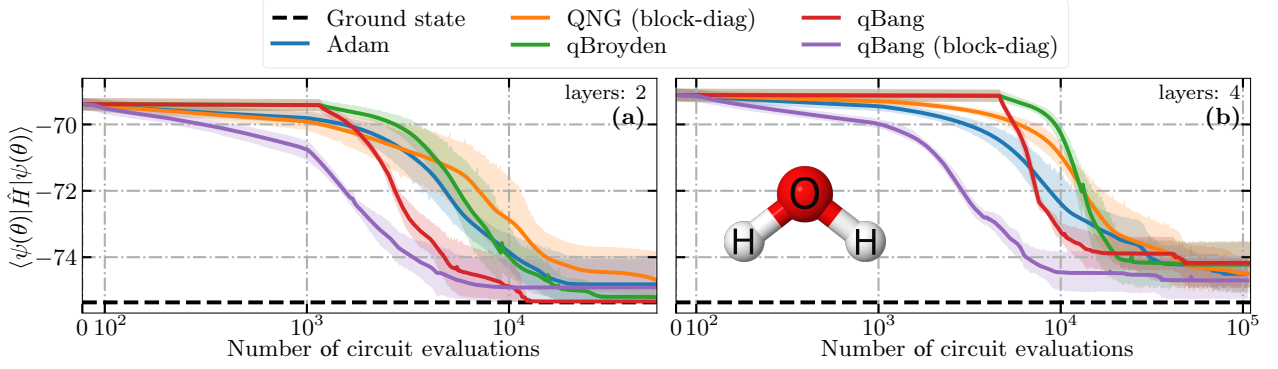 Ground state
QNG (block-diag)
qBang
Adam
qBroyden
qBang (block-diag)
⟨ψ(θ)|Ĥ|ψ(θ)⟩
−70
−72
−74
layers: 2
(a)
0 10² 10³ 10⁴
Number of circuit evaluations
layers: 4
(b)
O
H H
0 10² 10³ 10⁴ 10⁵
Number of circuit evaluations